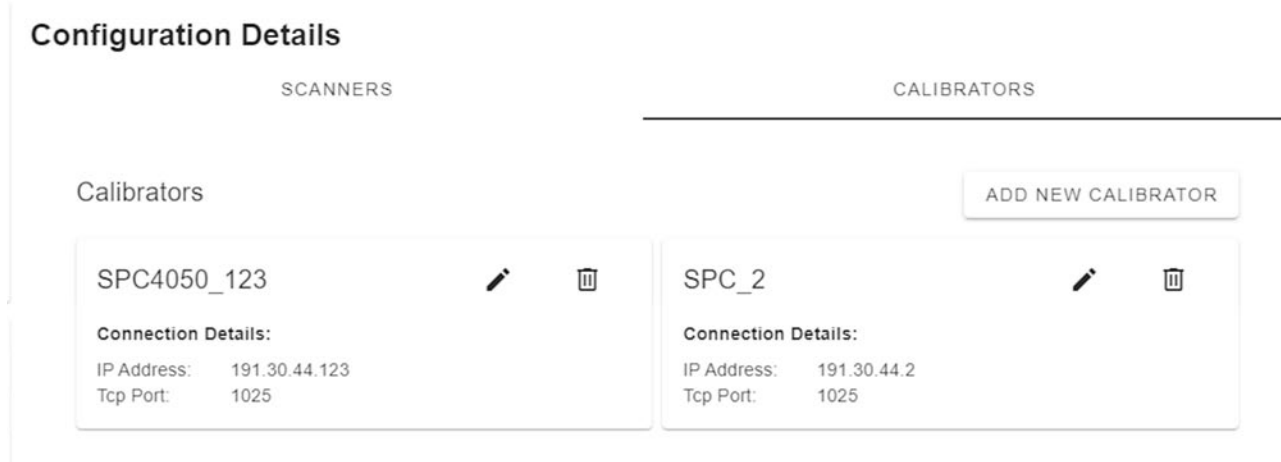 Configuration Details
SCANNERS
CALIBRATORS
Calibrators
ADD NEW CALIBRATOR
SPC4050_123
Connection Details:
IP Address: 191.30.44.123
Tcp Port: 1025
SPC_2
Connection Details:
IP Address: 191.30.44.2
Tcp Port: 1025